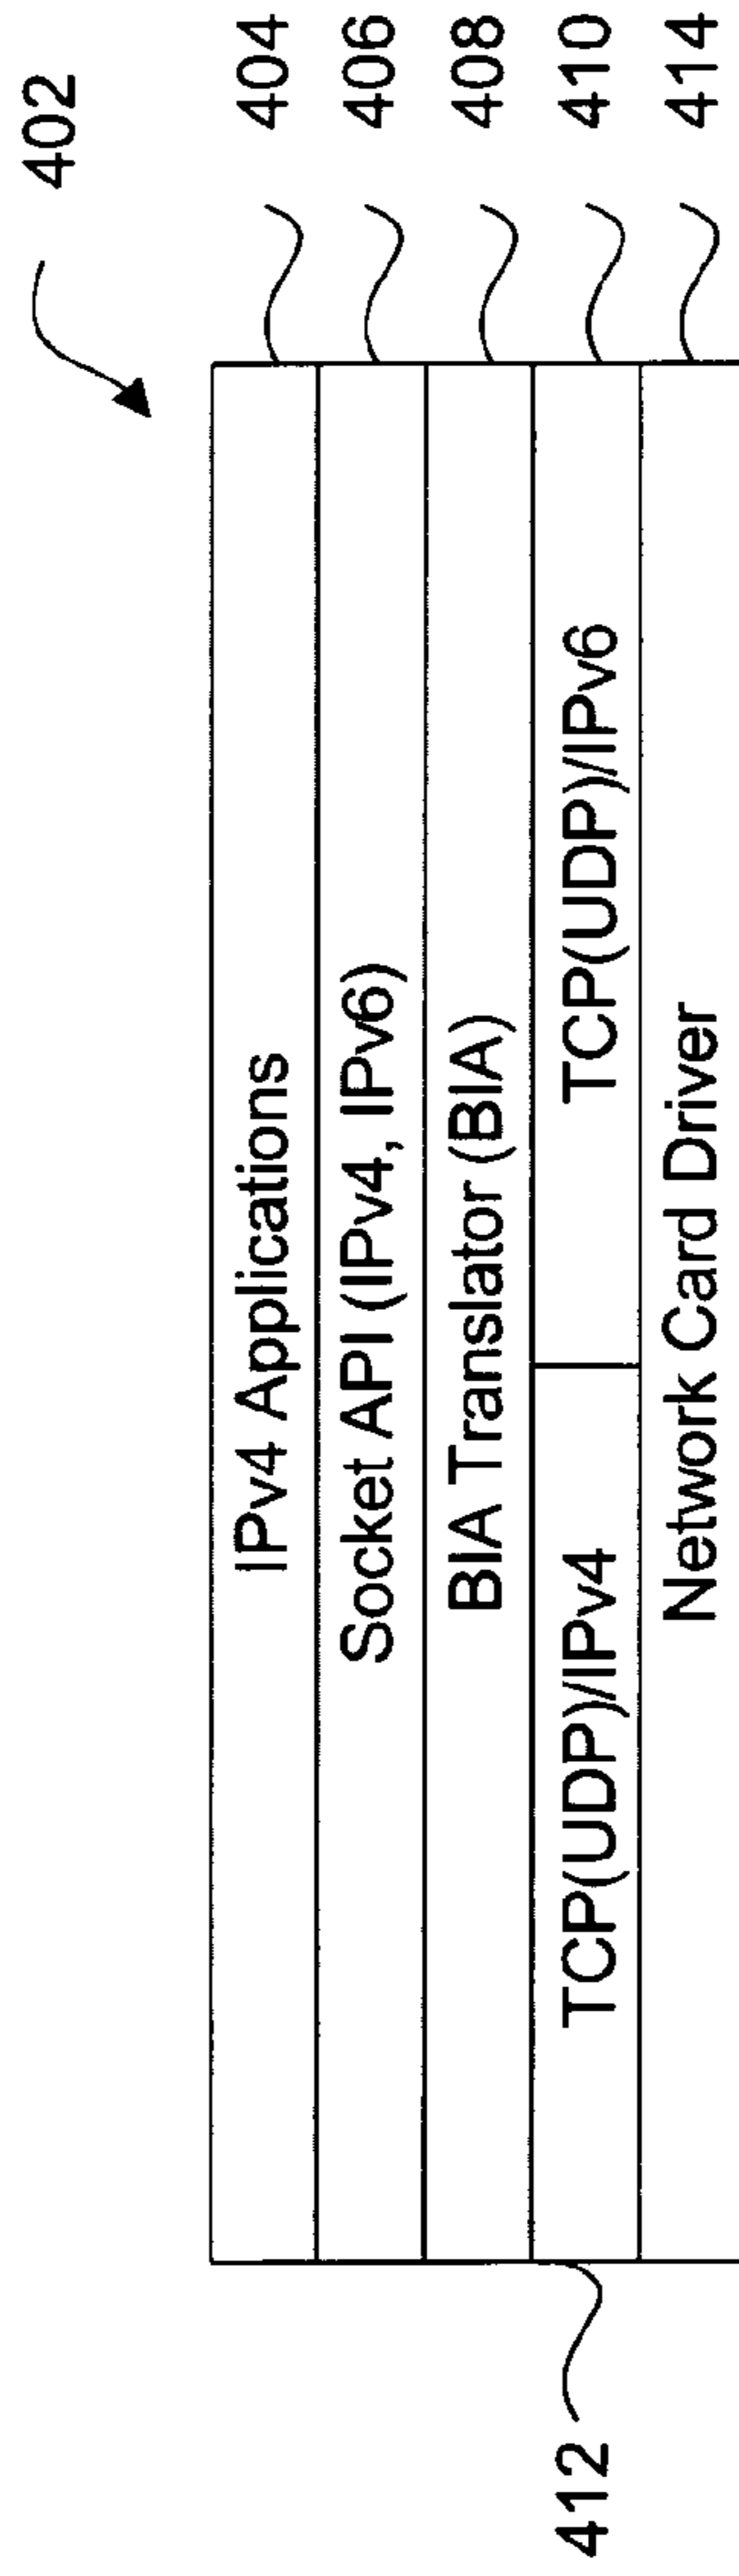 402
IPv4 Applications 404
Socket API (IPv4, IPv6) 406
BIA Translator (BIA) 408
412 TCP(UDP)/IPv4 TCP(UDP)/IPv6 410
Network Card Driver 414